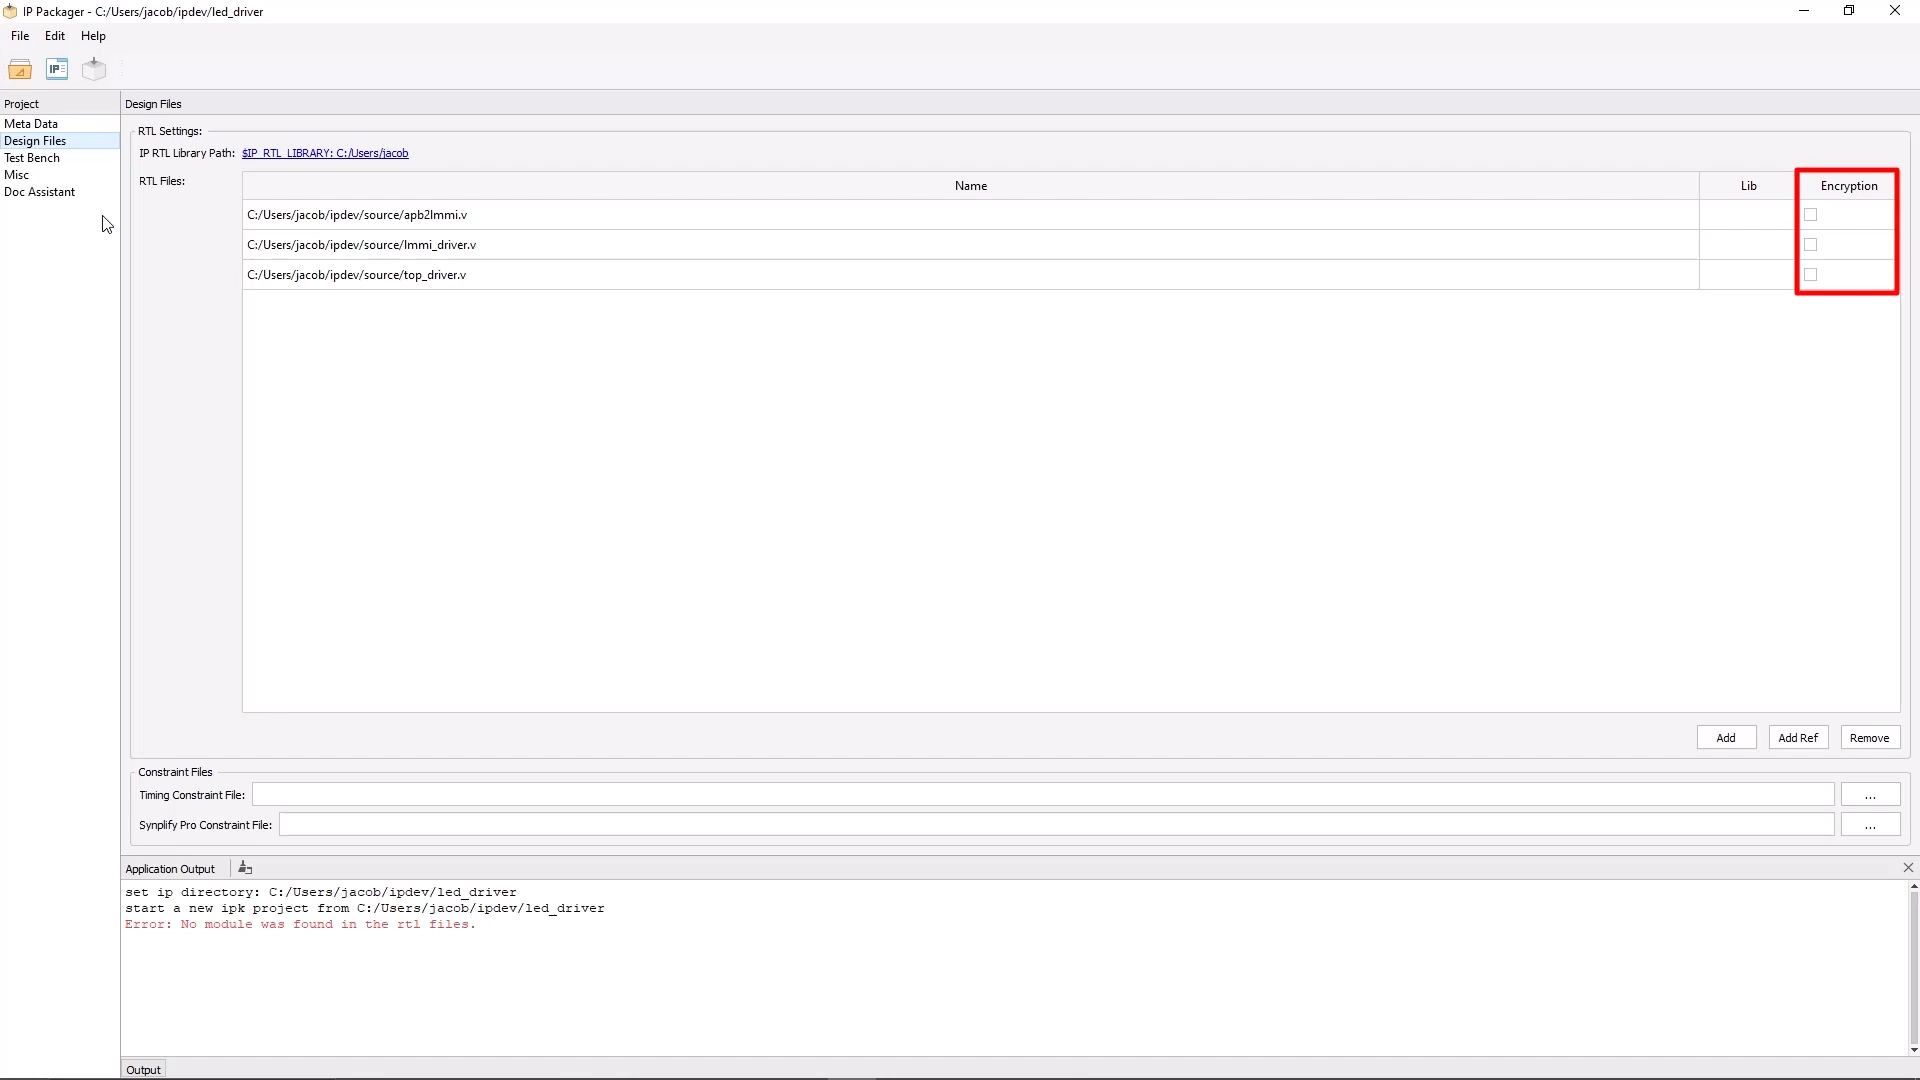 IP Packager - C:/Users/jacob/ipdev/led_driver
File Edit Help
IP
Project
Meta Data
Design Files
Test Bench
Misc
Doc Assistant
Design Files
RTL Settings:
IP RTL Library Path: $IP_RTL_LIBRARY: C:/Users/jacob
RTL Files:
Name Lib Encryption
C:/Users/jacob/ipdev/source/apb2lmmi.v
C:/Users/jacob/ipdev/source/lmmi_driver.v
C:/Users/jacob/ipdev/source/top_driver.v
Add Add Ref Remove
Constraint Files
Timing Constraint File: ...
Synplify Pro Constraint File: ...
Application Output
set ip directory: C:/Users/jacob/ipdev/led_driver
start a new ipk project from C:/Users/jacob/ipdev/led_driver
Error: No module was found in the rtl files.
Output